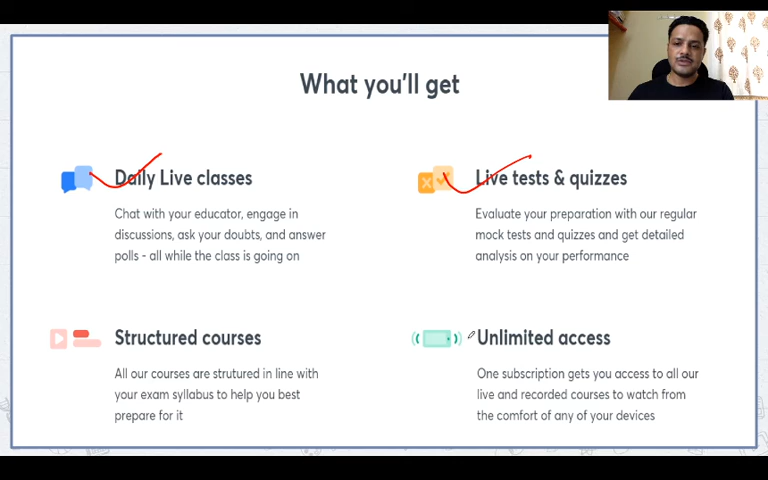 What you'll get
Daily Live classes
Chat with your educator, engage in
discussions, ask your doubts, and answer
polls - all while the class is going on
Live tests & quizzes
Evaluate your preparation with our regular
mock tests and quizzes and get detailed
analysis on your performance
Structured courses
All our courses are strutured in line with
your exam syllabus to help you best
prepare for it
Unlimited access
One subscription gets you access to all our
live and recorded courses to watch from
the comfort of any of your devices